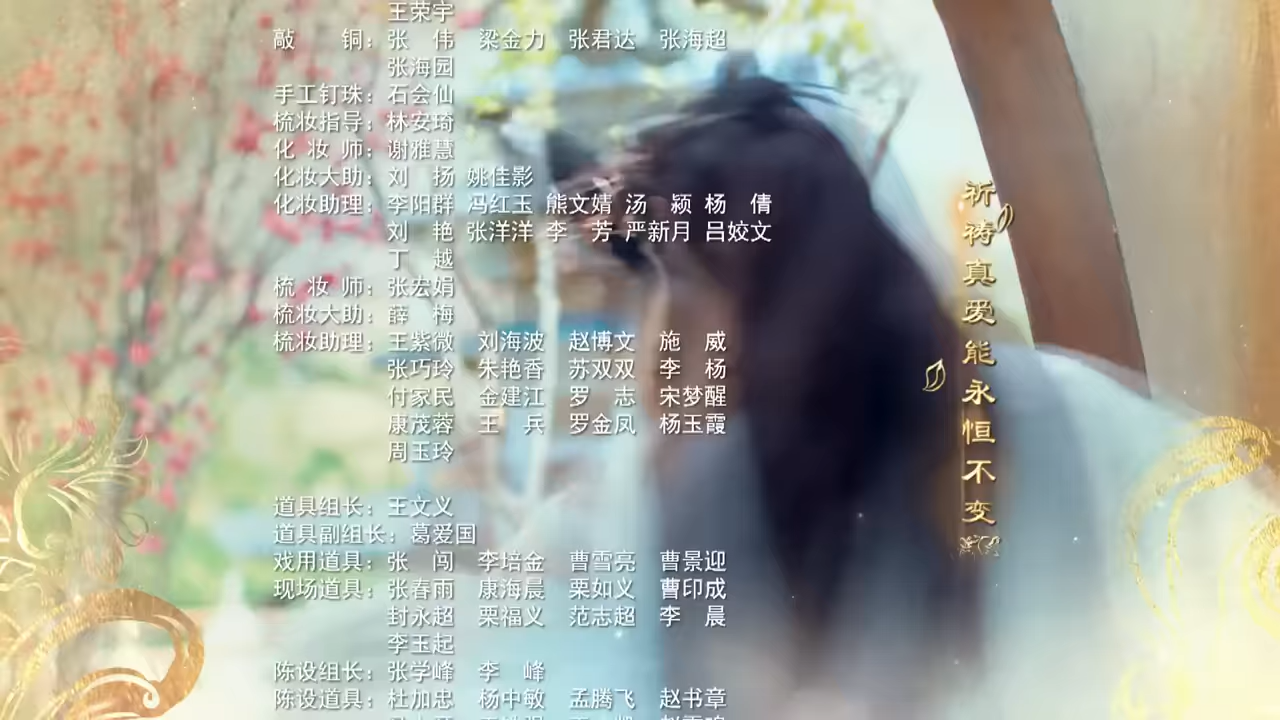 王荣宇
敲 铜：张 伟 梁金力 张君达 张海超
张海园
手工钉珠：石会仙
梳妆指导：林安琦
化 妆 师：谢雅慧
化妆大助：刘 扬 姚佳影
化妆助理：李阳群 冯红玉 熊文婧 汤 颍 杨 倩
刘 艳 张洋洋 李 芳 严新月 吕姣文
丁 越
梳 妆 师：张宏娟
梳妆大助：薛 梅
梳妆助理：王紫微 刘海波 赵博文 施 威
张巧玲 朱艳香 苏双双 李 杨
付家民 金建江 罗 志 宋梦醒
康茂蓉 王 兵 罗金凤 杨玉霞
周玉玲
道具组长：王文义
道具副组长：葛爱国
戏用道具：张 闯 李培金 曹雪亮 曹景迎
现场道具：张春雨 康海晨 栗如义 曹印成
封永超 栗福义 范志超 李 晨
李玉起
陈设组长：张学峰 李 峰
陈设道具：杜加忠 杨中敏 孟腾飞 赵书章
祈祷真爱能永恒不变